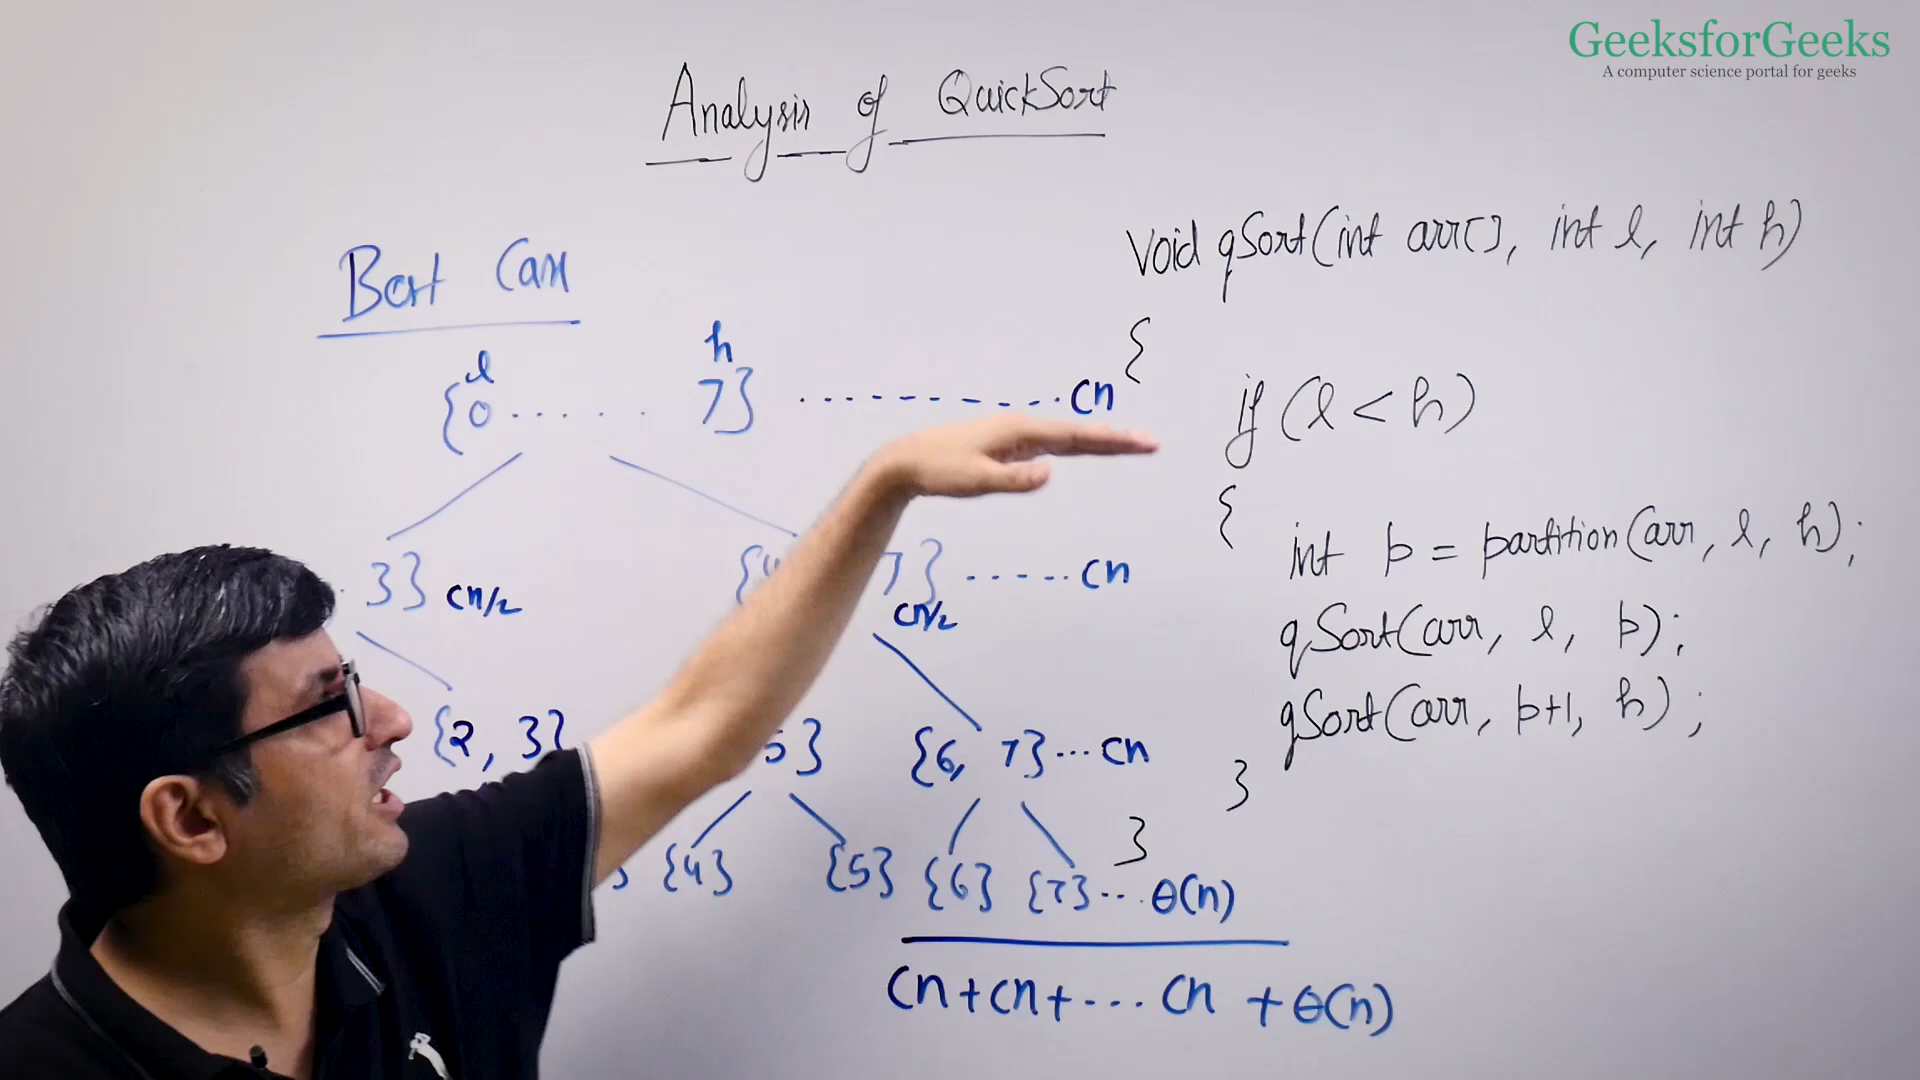 GeeksforGeeks
A computer science portal for geeks
Analysis of QuickSort
void qSort(int arr[], int l, int h)
{
if (l < h)
{
int p = partition(arr, l, h);
qSort(arr, l, p);
qSort(arr, p+1, h);
}
}
Best Case
l h
{0 ...... 7} ........... cn
3} cn/2 7} ..... cn
cn/2
{2, 3} 5} {6, 7} ... cn
{4} {5} {6} {7} ... θ(n)
cn + cn + ... cn + θ(n)